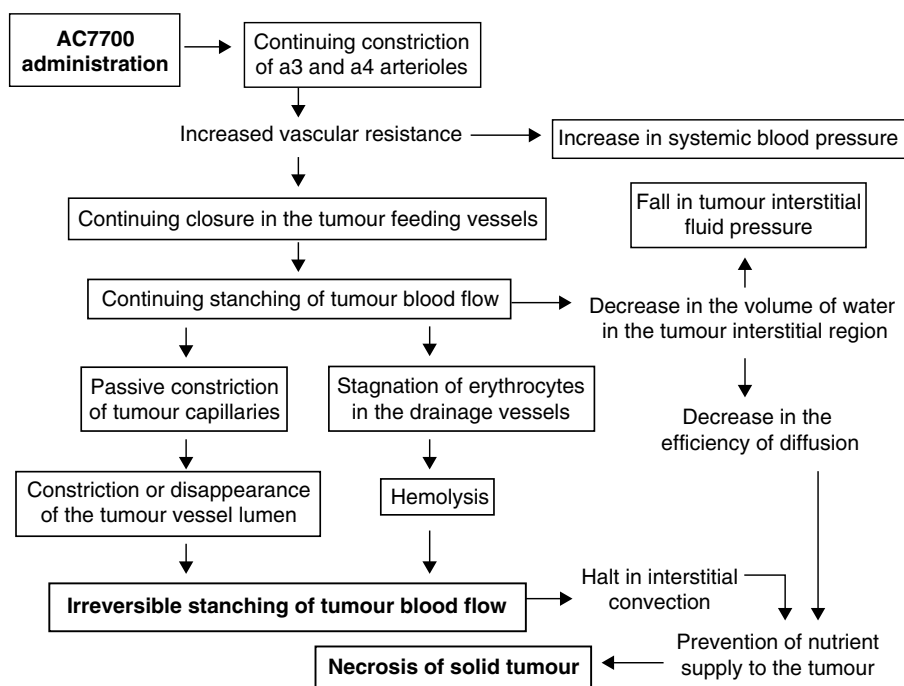 AC7700
administration
Continuing constriction
of a3 and a4 arterioles
Increased vascular resistance
Increase in systemic blood pressure
Continuing closure in the tumour feeding vessels
Fall in tumour interstitial
fluid pressure
Continuing stanching of tumour blood flow
Decrease in the volume of water
in the tumour interstitial region
Passive constriction
of tumour capillaries
Stagnation of erythrocytes
in the drainage vessels
Decrease in the
efficiency of diffusion
Constriction or disappearance
of the tumour vessel lumen
Hemolysis
Irreversible stanching of tumour blood flow
Halt in interstitial
convection
Prevention of nutrient
supply to the tumour
Necrosis of solid tumour